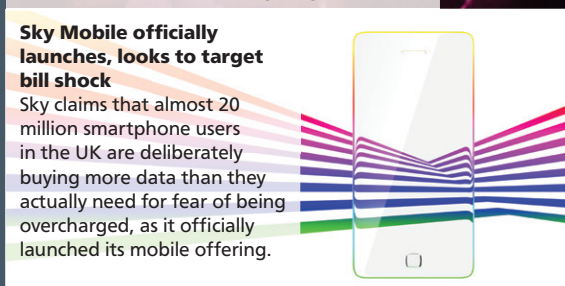 Sky Mobile officially
launches, looks to target
bill shock
Sky claims that almost 20
million smartphone users
in the UK are deliberately
buying more data than they
actually need for fear of being
overcharged, as it officially
launched its mobile offering.